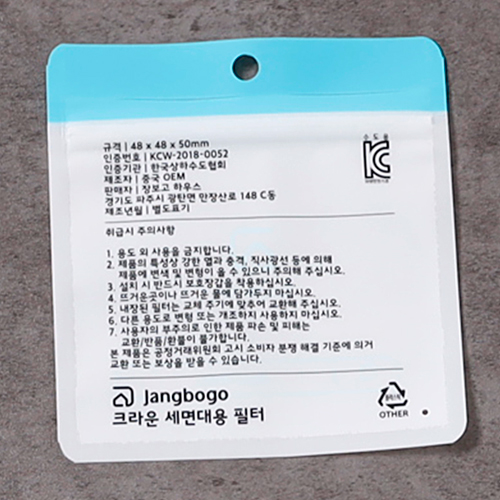 규격 | 48 x 48 x 50mm
인증번호 | KCW-2018-0052
인증기관 | 한국상하수도협회
제조자 | 중국 OEM
판매자 | 장보고 하우스
경기도 파주시 광탄면 만장산로 148 C동
제조년월 | 별도표기
수도용
KC
취급시 주의사항
1. 용도 외 사용을 금지합니다.
2. 제품의 특성상 강한 열과 충격, 직사광선 등에 의해
제품에 변색 및 변형이 올 수 있으니 주의해 주십시오.
3. 설치 시 반드시 보호장갑을 착용하십시오.
4. 뜨거운곳이나 뜨거운 물에 담가두지 마십시오.
5. 내장된 필터는 교체 주기에 맞추어 교환해 주십시오.
6. 다른 용도로 변형 또는 개조하지 사용하지 마십시오.
7. 사용자의 부주의로 인한 제품 파손 및 피해는
교환/반품/환불이 불가합니다.
본 제품은 공정거래위원회 고시 소비자 분쟁 해결 기준에 의거
교환 또는 보상을 받을 수 있습니다.
Jangbogo
크라운 세면대용 필터
OTHER